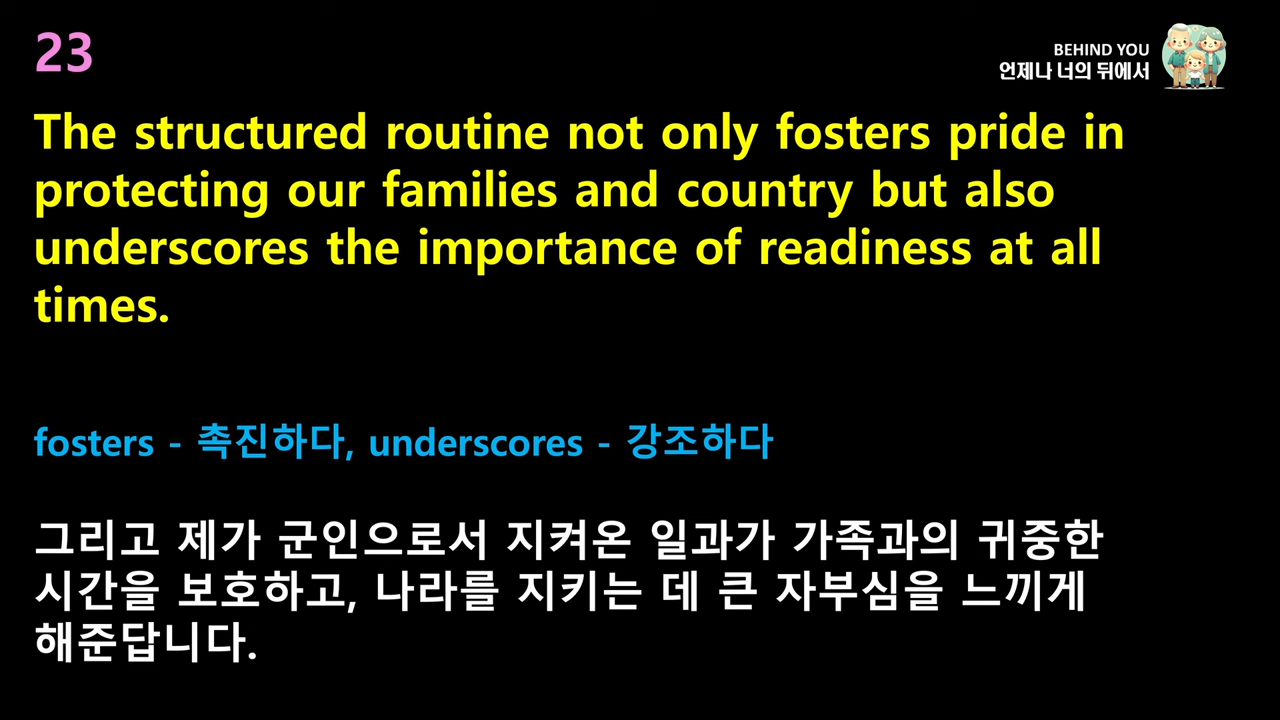 23
BEHIND YOU
언제나 너의 뒤에서
The structured routine not only fosters pride in
protecting our families and country but also
underscores the importance of readiness at all
times.
fosters - 촉진하다, underscores - 강조하다
그리고 제가 군인으로서 지켜온 일과가 가족과의 귀중한
시간을 보호하고, 나라를 지키는 데 큰 자부심을 느끼게
해준답니다.